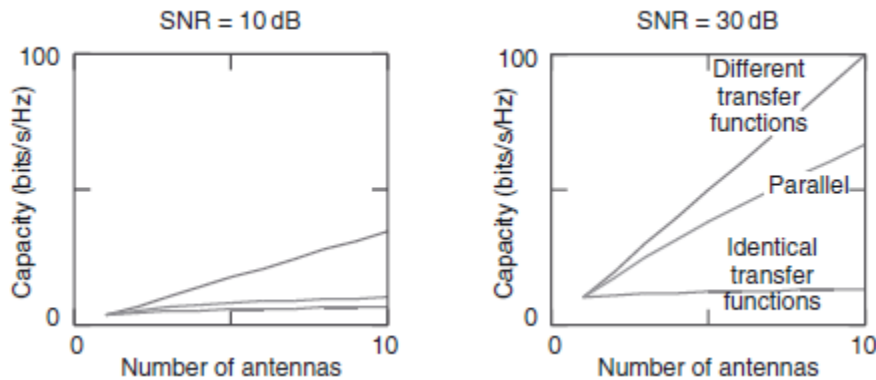 SNR = 10 dB
100
Capacity (bits/s/Hz)
0
0
10
Number of antennas
SNR = 30 dB
100
Different
transfer
functions
Parallel
Identical
transfer
functions
Capacity (bits/s/Hz)
0
0
10
Number of antennas